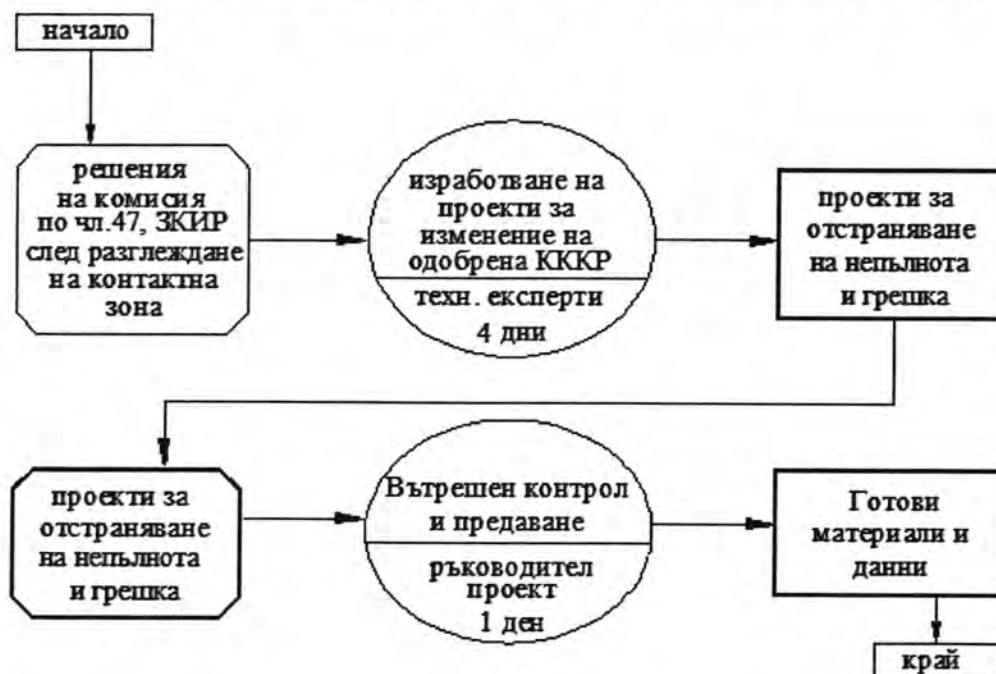 начало
решения
на комисия
по чл.47, ЗКИР
след разглеждане
на контактна
зона
изработване на
проекти за
изменение на
одобрена КККР
техн. експерти
4 дни
проекти за
отстраняване
на непълнота
и грешка
проекти за
отстраняване
на непълнота
и грешка
Вътрешен контрол
и предаване
ръководител
проект
1 ден
Готови
материали и
данни
край